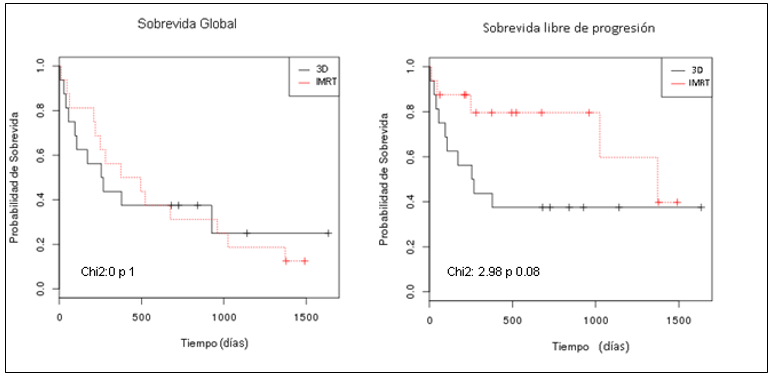 Sobrevida Global
Probabilidad de Sobrevida
0.0
0.2
0.4
0.6
0.8
1.0
3D
IMRT
Chi2:0 p 1
0
500
1000
1500
Tiempo (días)
Sobrevida libre de progresión
Probabilidad de Sobrevida
0.0
0.2
0.4
0.6
0.8
1.0
3D
IMRT
Chi2: 2.98 p 0.08
0
500
1000
1500
Tiempo (días)